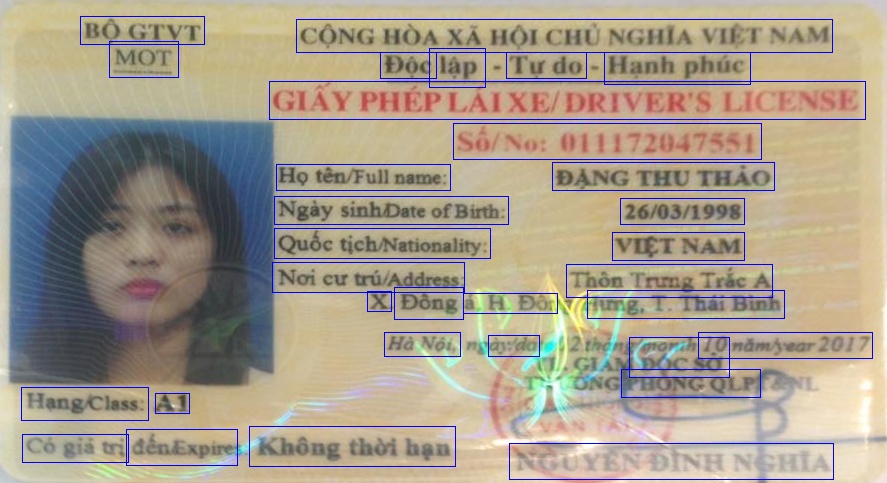 BỘ GTVT
MOT
CỘNG HÒA XÃ HỘI CHỦ NGHĨA VIỆT NAM
Độc lập - Tự do - Hạnh phúc
GIẤY PHÉP LÁI XE/ DRIVER'S LICENSE
Số/No: 011172047551
Họ tên/Full name: ĐẶNG THU THẢO
Ngày sinh/Date of Birth: 26/03/1998
Quốc tịch/Nationality: VIỆT NAM
Nơi cư trú/Address: Thôn Trưng Trắc A
X. Đông á, H. Đông Hưng, T. Thái Bình
Hà Nội, ngày/date 2 tháng/month 10 năm/year 2017
GIÁM ĐỐC SỞ
TRƯỞNG PHÒNG QLPT&NL
VẬN TẢI
Hạng/Class: A1
Có giá trị đến/Expires: Không thời hạn
NGUYỄN ĐÌNH NGHĨA